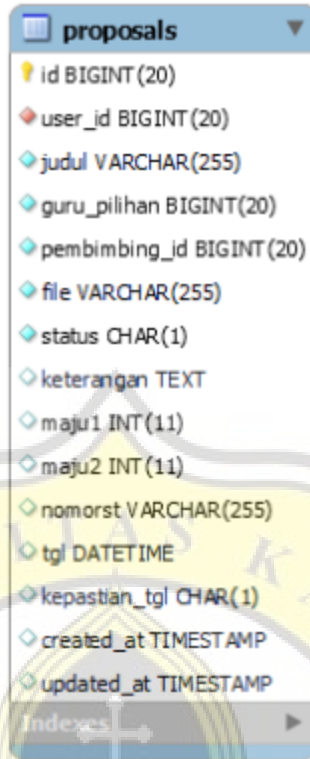 proposals
id BIGINT(20)
user_id BIGINT(20)
judul VARCHAR(255)
guru_pilihan BIGINT(20)
pembimbing_id BIGINT(20)
file VARCHAR(255)
status CHAR(1)
keterangan TEXT
maju1 INT(11)
maju2 INT(11)
nomorst VARCHAR(255)
tgl DATETIME
kepastian_tgl CHAR(1)
created_at TIMESTAMP
updated_at TIMESTAMP
Indexes